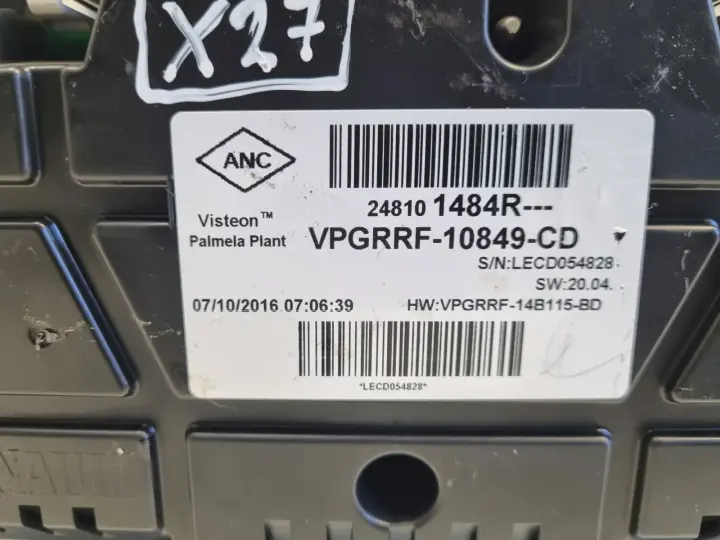 X27
ANC
24810 1484R---
Visteon™
Palmela Plant
VPGRRF-10849-CD
S/N:LECD054828
SW:20.04.
07/10/2016 07:06:39
HW:VPGRRF-14B115-BD
*LECD054828*